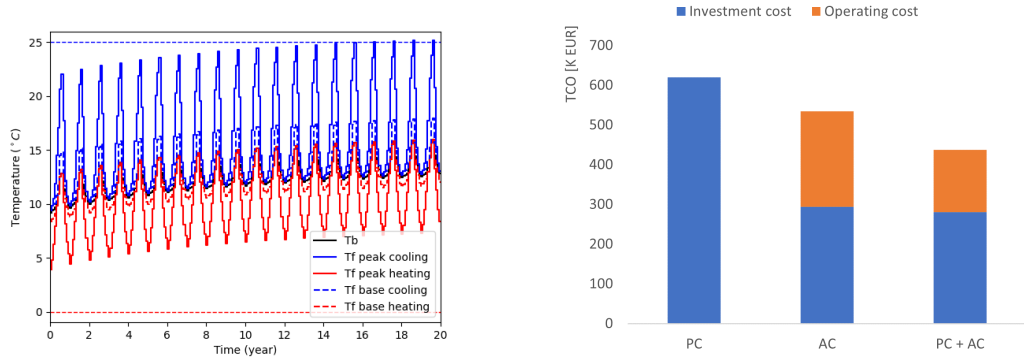 25
20
15
10
5
0
Temperature (°C)
0 2 4 6 8 10 12 14 16 18 20
Time (year)
Tb
Tf peak cooling
Tf peak heating
Tf base cooling
Tf base heating
Investment cost Operating cost
TCO [K EUR]
700
600
500
400
300
200
100
0
PC AC PC + AC